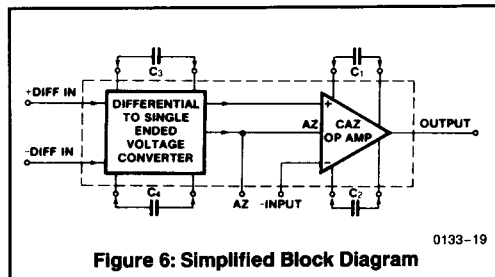 C₃
C₁
+DIFF IN
DIFFERENTIAL
TO SINGLE
ENDED
VOLTAGE
CONVERTER
+
AZ
CAZ
OP AMP
OUTPUT
-DIFF IN
−
C₄
AZ
-INPUT
C₂
0133-19
Figure 6: Simplified Block Diagram